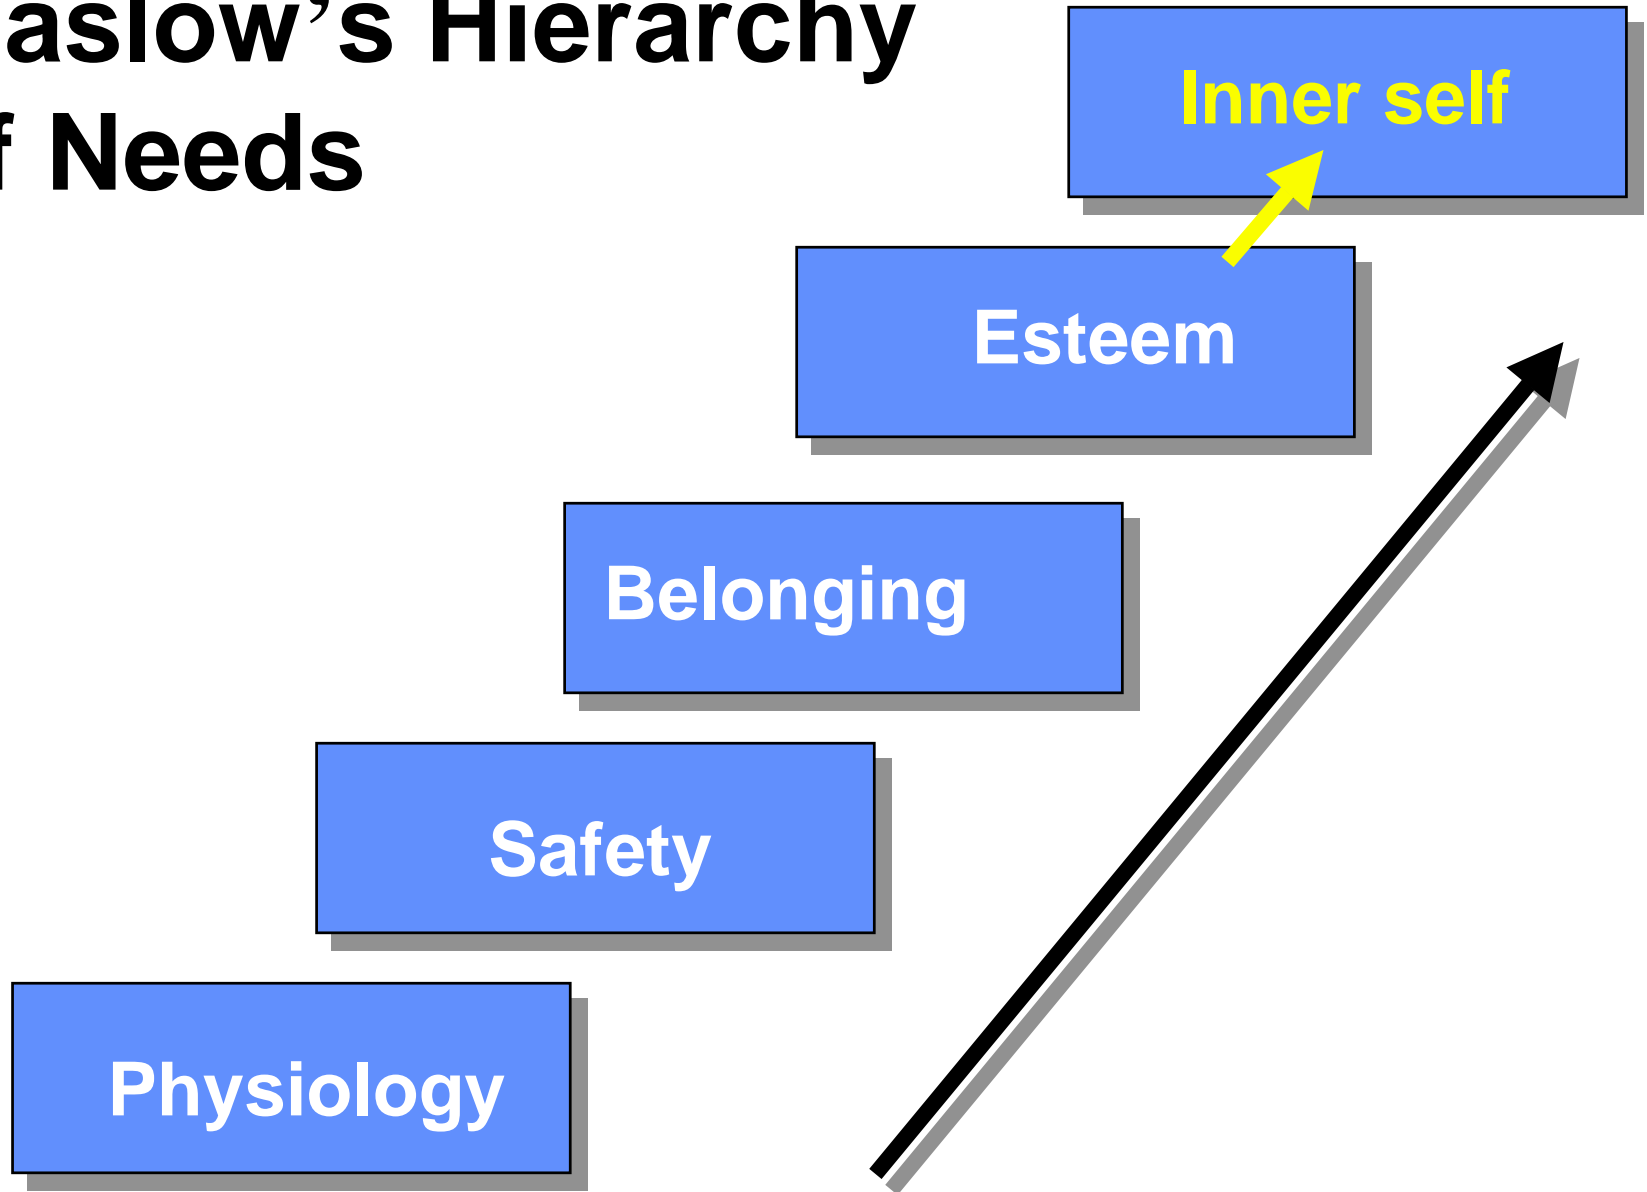 aslow’s Hierarchy
f Needs
Inner self
Esteem
Belonging
Safety
Physiology